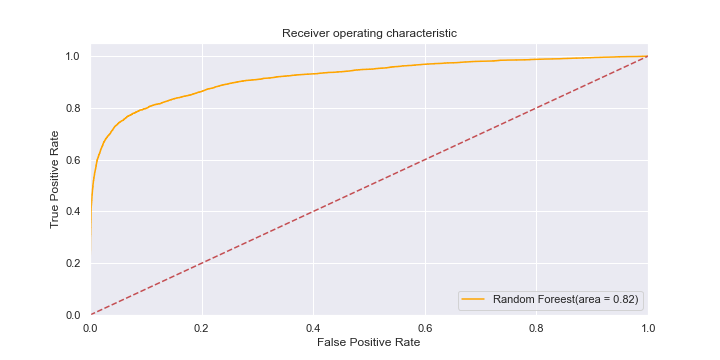 Receiver operating characteristic
1.0
0.8
0.6
0.4
0.2
0.0
True Positive Rate
0.0 0.2 0.4 0.6 0.8 1.0
False Positive Rate
Random Foreest(area = 0.82)